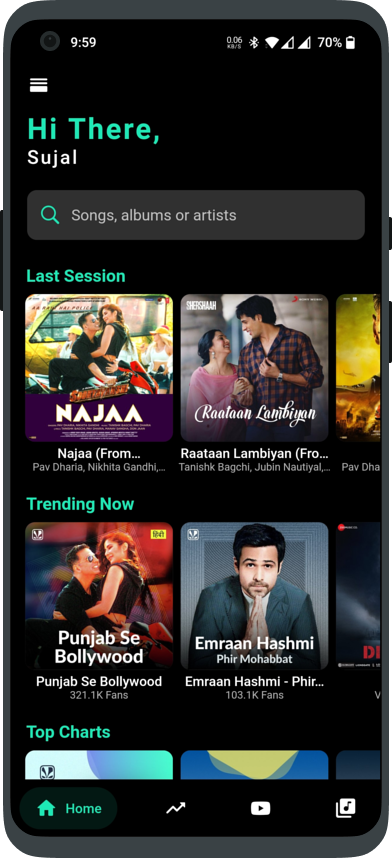 9:59
0.06
KB/S
70%
Hi There,
Sujal
Songs, albums or artists
Last Session
NAJAA
SHERSHAAH
Raataan Lambiyan
Najaa (From...
Raataan Lambiyan (Fro...
Pav Dharia, Nikhita Gandhi,...
Tanishk Bagchi, Jubin Nautiyal,...
Pav Dha
Trending Now
हिन्दी
Punjab Se
Bollywood
Emraan Hashmi
Phir Mohabbat
DI
Punjab Se Bollywood
Emraan Hashmi - Phir...
321.1K Fans
103.1K Fans
V
Top Charts
Home